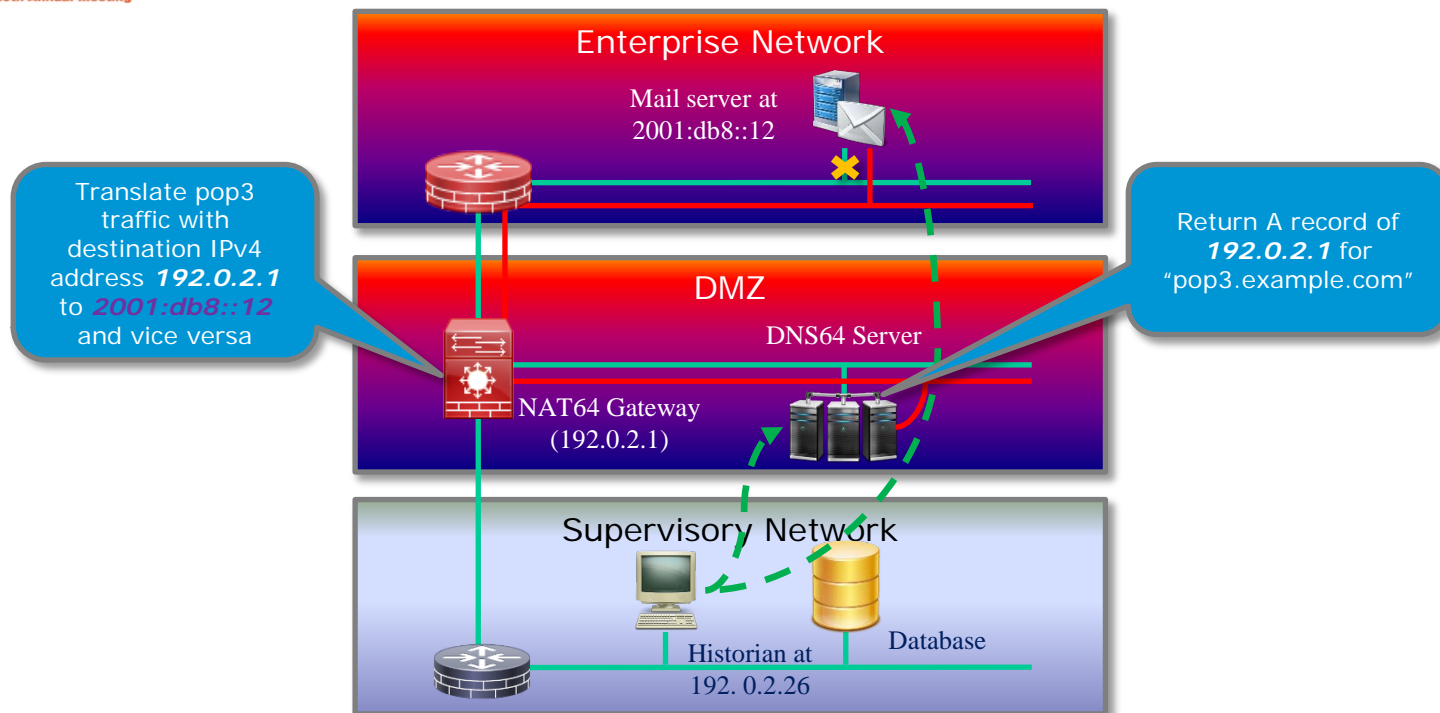 Annual Meeting
Enterprise Network
Mail server at
2001:db8::12
Translate pop3
traffic with
destination IPv4
address 192.0.2.1
to 2001:db8::12
and vice versa
Return A record of
192.0.2.1 for
“pop3.example.com”
DMZ
DNS64 Server
NAT64 Gateway
(192.0.2.1)
Supervisory Network
Historian at
192. 0.2.26
Database